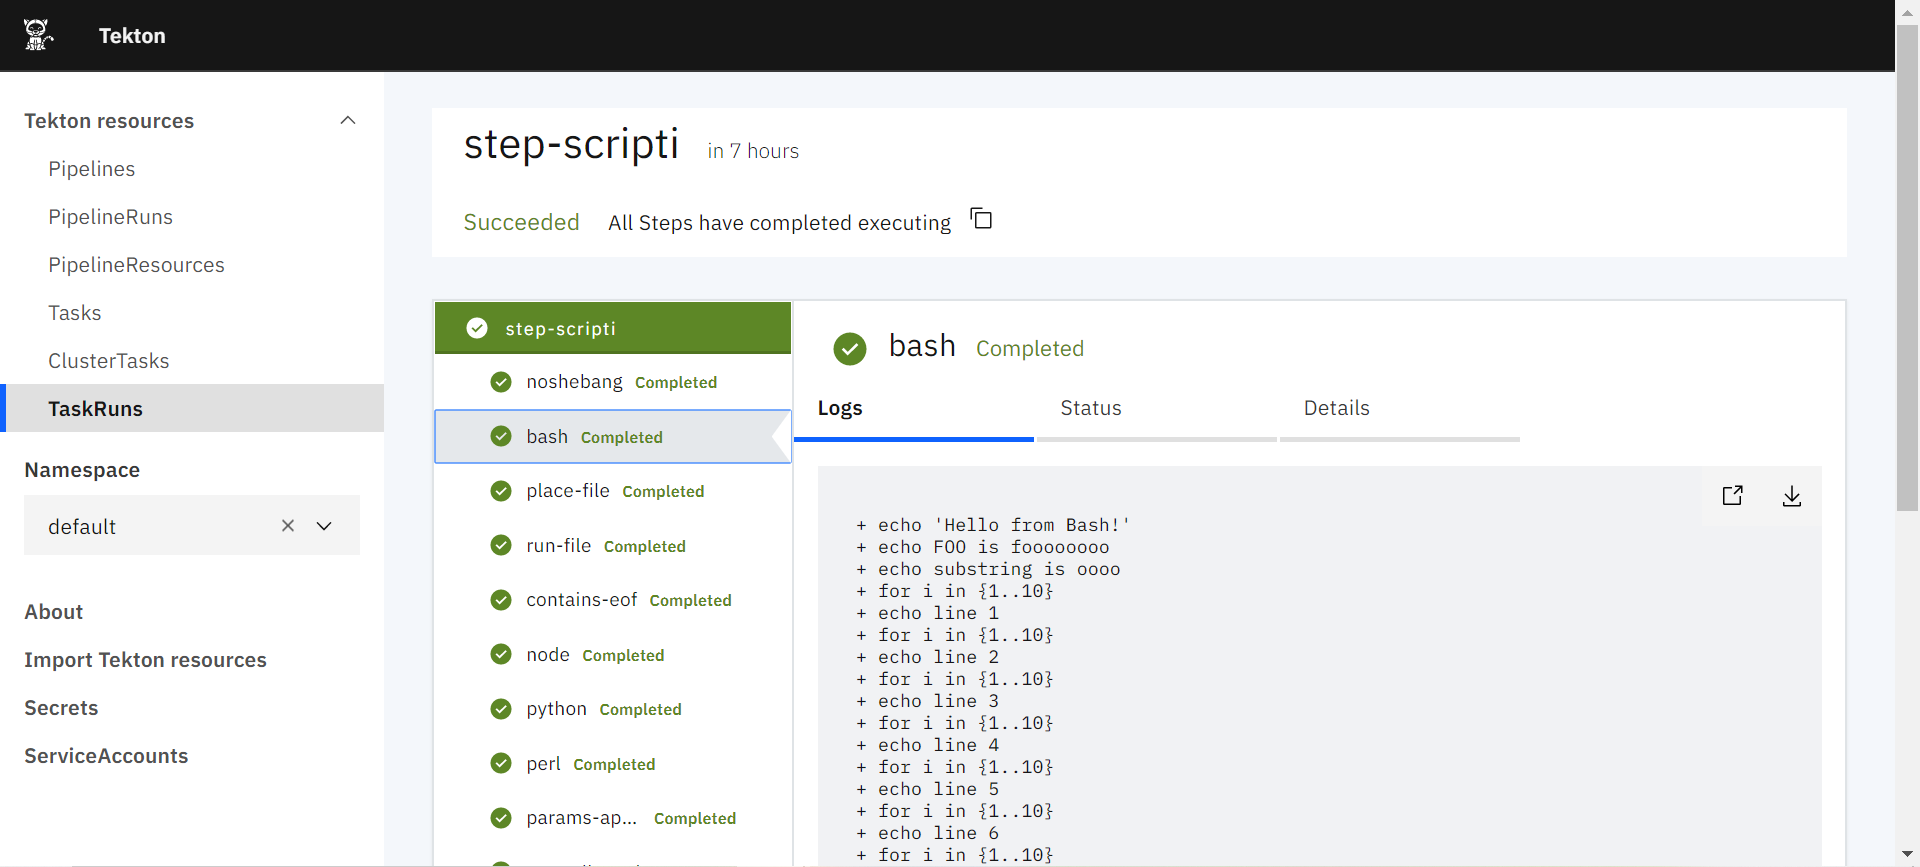 Tekton
Tekton resources
Pipelines
PipelineRuns
PipelineResources
Tasks
ClusterTasks
TaskRuns
Namespace
default
About
Import Tekton resources
Secrets
ServiceAccounts
step-scripti in 7 hours
Succeeded All Steps have completed executing
step-scripti
noshebang Completed
bash Completed
place-file Completed
run-file Completed
contains-eof Completed
node Completed
python Completed
perl Completed
params-ap... Completed
bash Completed
Logs Status Details
+ echo 'Hello from Bash!'
+ echo FOO is foooooooo
+ echo substring is oooo
+ for i in {1..10}
+ echo line 1
+ for i in {1..10}
+ echo line 2
+ for i in {1..10}
+ echo line 3
+ for i in {1..10}
+ echo line 4
+ for i in {1..10}
+ echo line 5
+ for i in {1..10}
+ echo line 6
+ for i in {1..10}